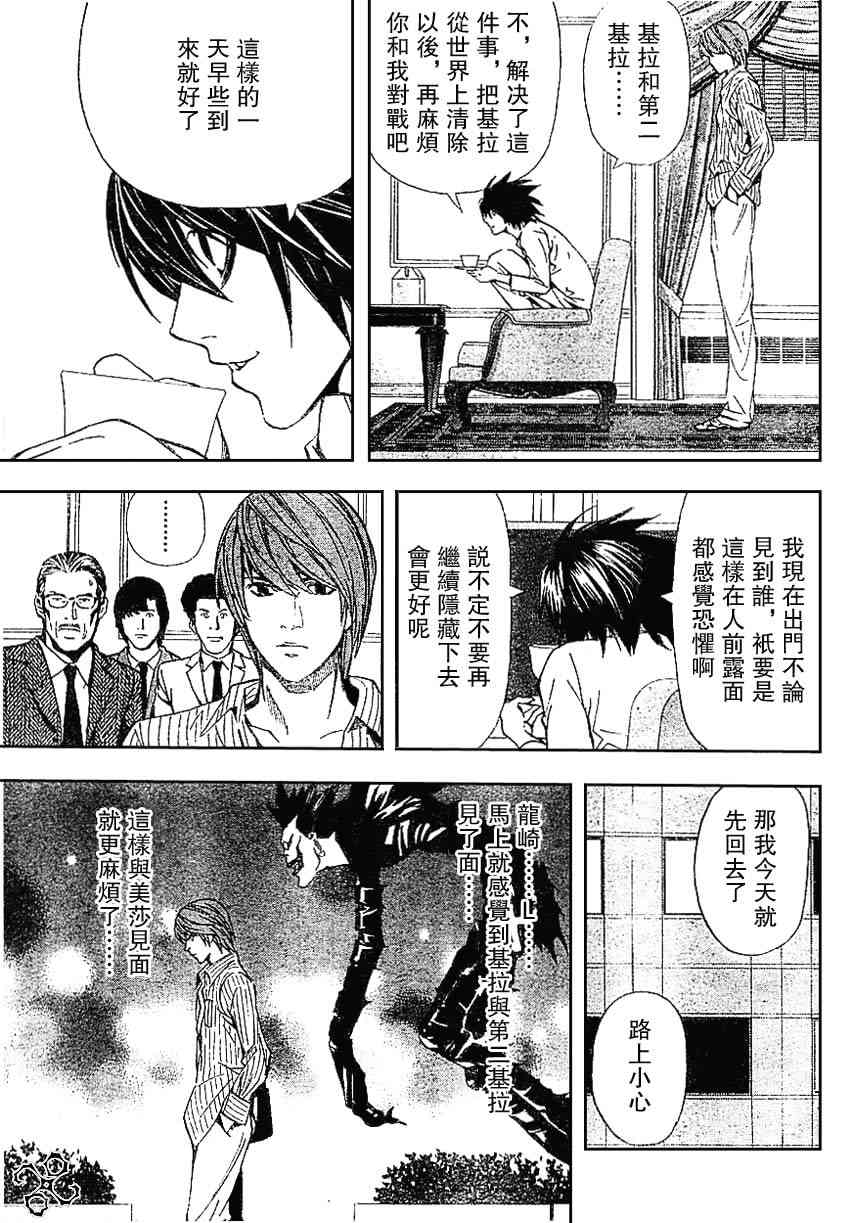 基拉和第二
基拉……
不，解决了這
件事，把基拉
從世界上清除
以後，再麻煩
你和我對戰吧
這樣的一
天早些到
來就好了
我現在出門不論
見到誰，衹要是
這樣在人前露面
都感覺恐懼啊
説不定不要再
繼續隱藏下去
會更好呢
……
那我今天就
先回去了
路上小心
龍崎……L……
馬上就感覺到基拉與第二基拉
見了面……
這樣與美莎見面
就更麻煩了……